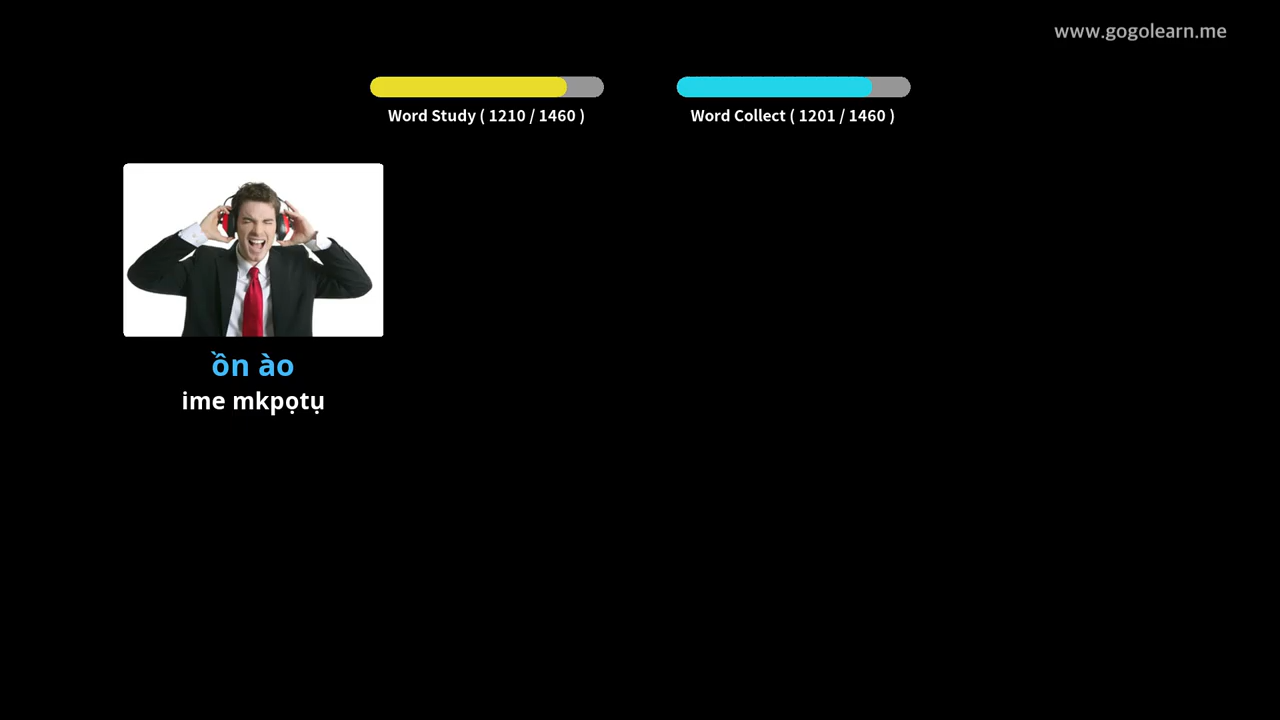 www.gogolearn.me
Word Study ( 1210 / 1460 )
Word Collect ( 1201 / 1460 )
ồn ào
ime mkpọtụ